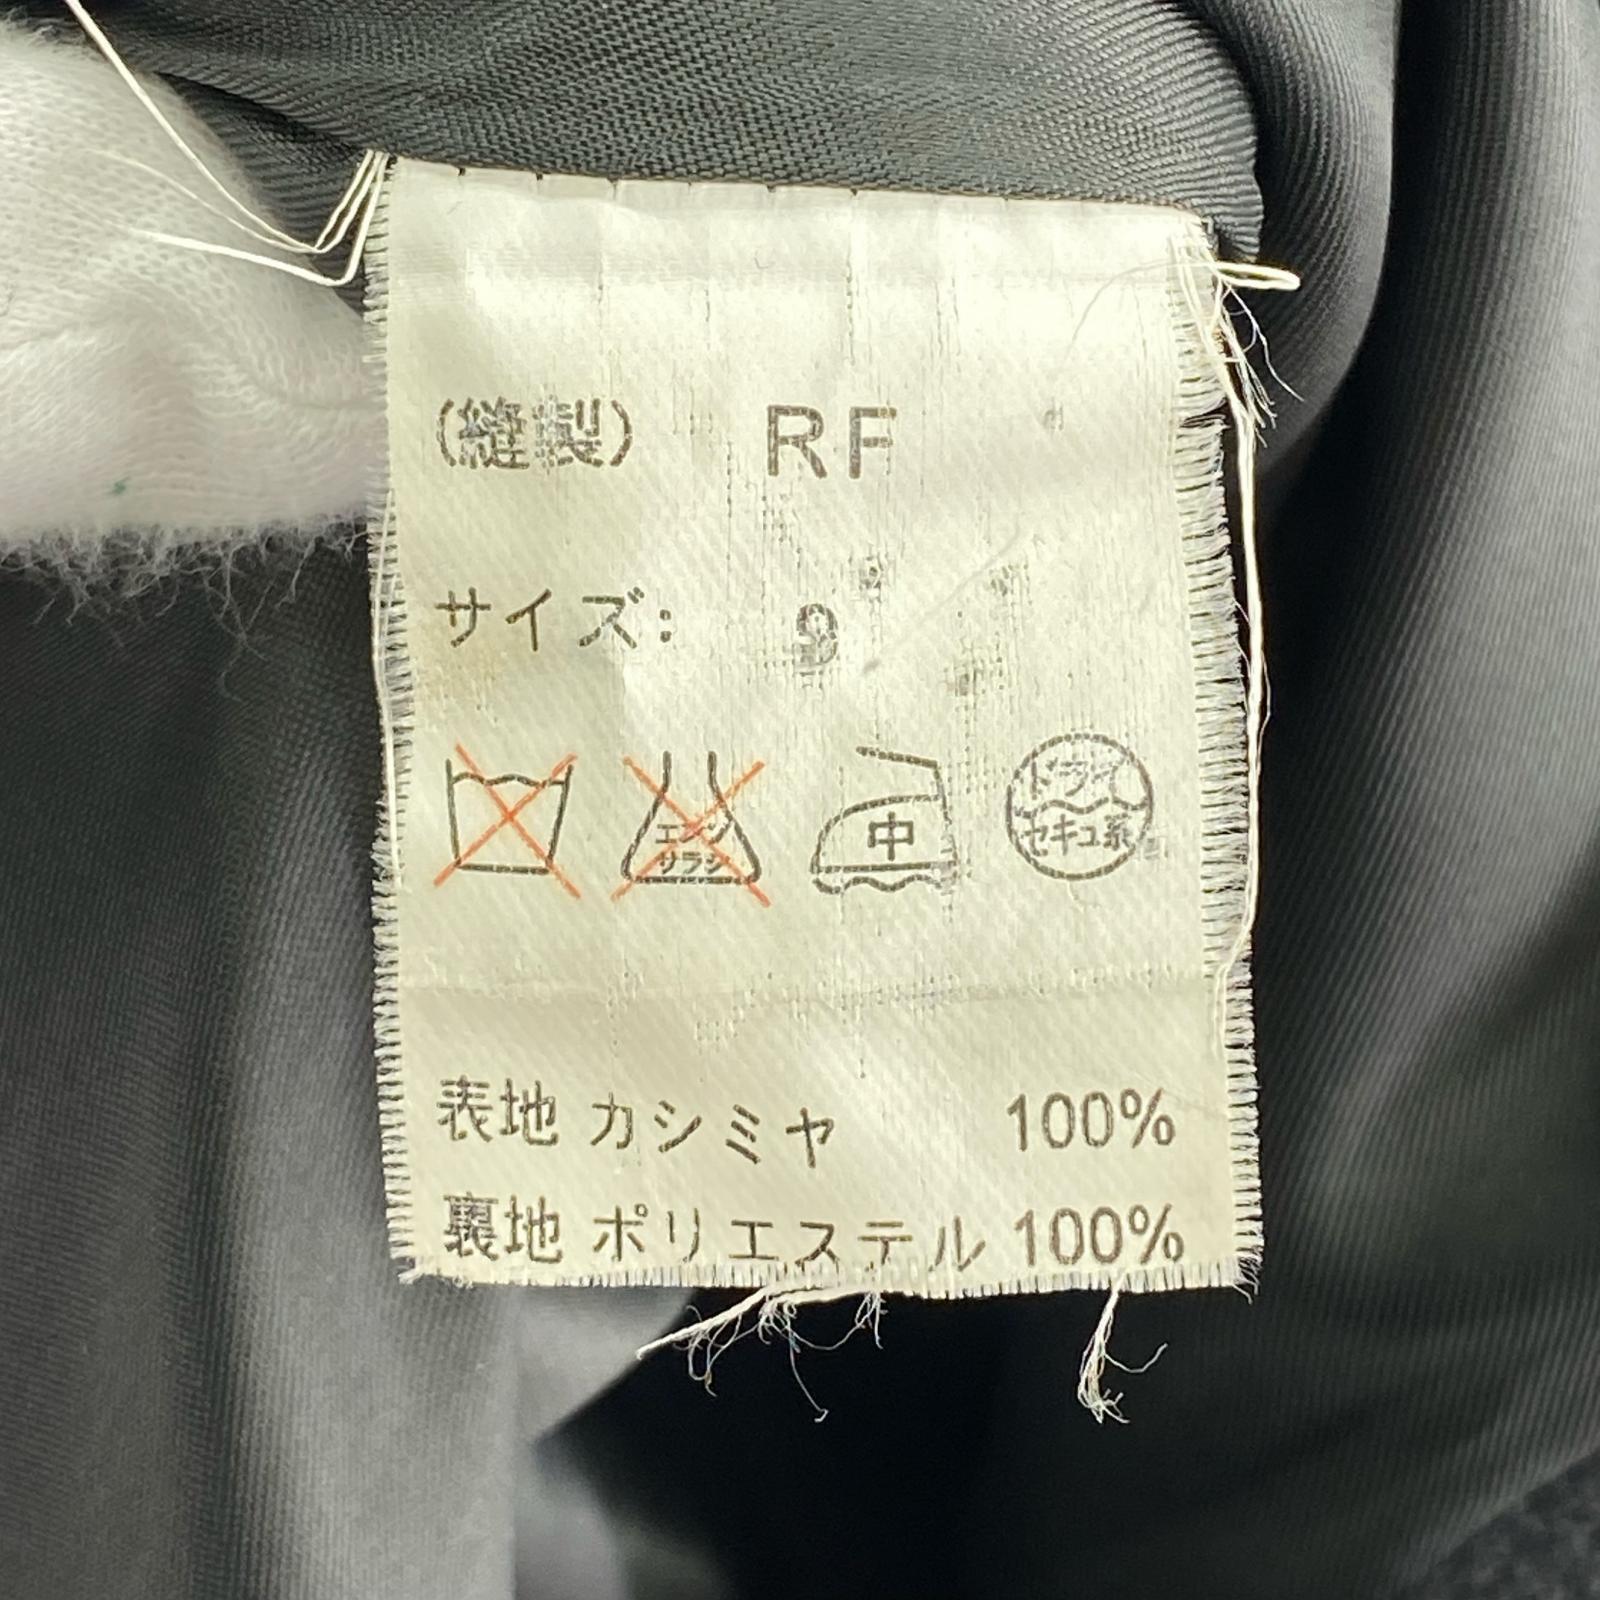 (縫製) RF
サイズ: 9
エンソ
サラシ
中
ドライ
セキユ系
表地 カシミヤ 100%
裏地 ポリエステル 100%